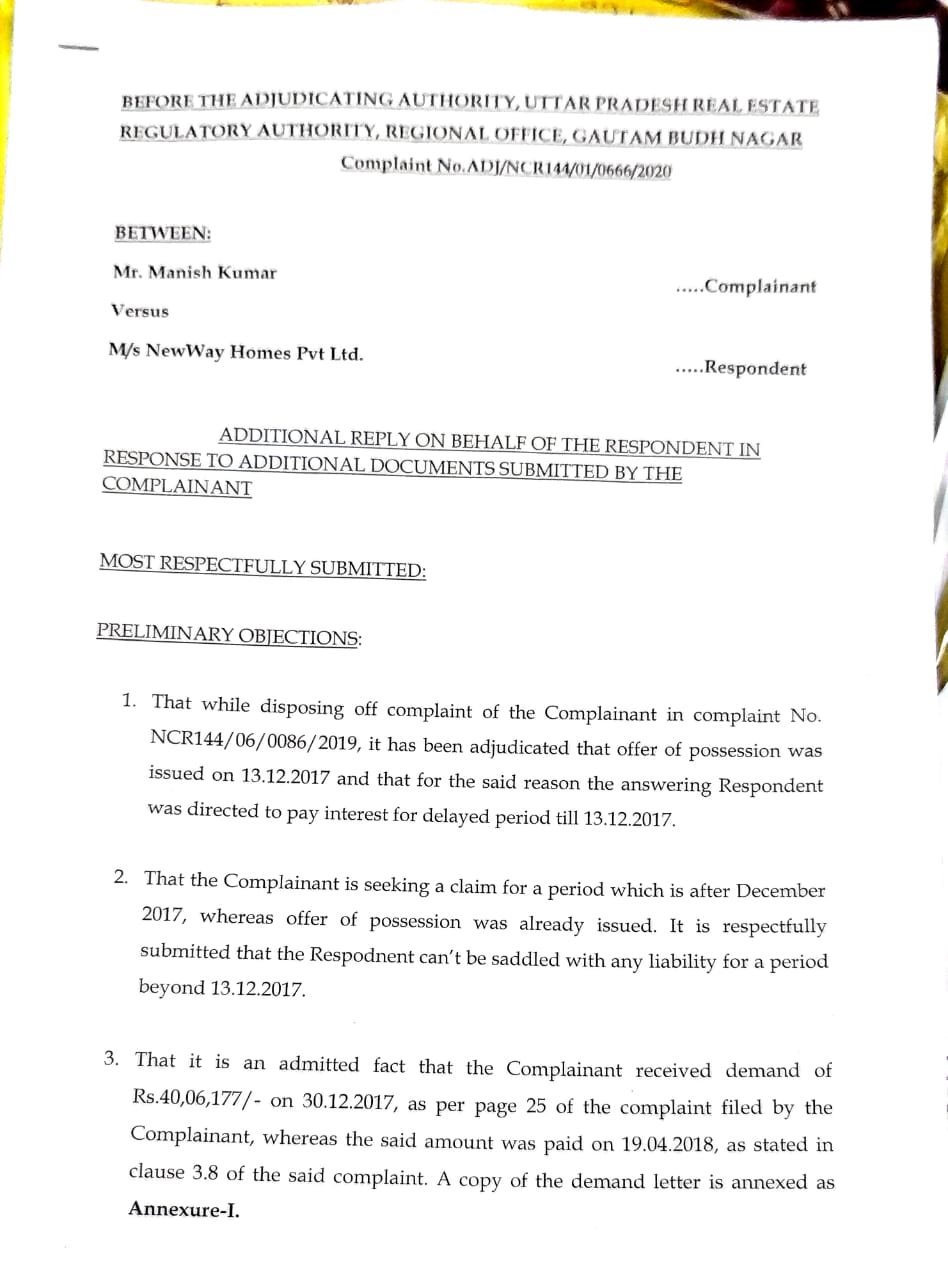 BEFORE THE ADJUDICATING AUTHORITY, UTTAR PRADESH REAL ESTATE
REGULATORY AUTHORITY, REGIONAL OFFICE, GAUTAM BUDH NAGAR
Complaint No.ADJ/NCR144/01/0666/2020
BETWEEN:
Mr. Manish Kumar
.....Complainant
Versus
M/s NewWay Homes Pvt Ltd.
.....Respondent
ADDITIONAL REPLY ON BEHALF OF THE RESPONDENT IN
RESPONSE TO ADDITIONAL DOCUMENTS SUBMITTED BY THE
COMPLAINANT
MOST RESPECTFULLY SUBMITTED:
PRELIMINARY OBJECTIONS:
1. That while disposing off complaint of the Complainant in complaint No.
NCR144/06/0086/2019, it has been adjudicated that offer of possession was
issued on 13.12.2017 and that for the said reason the answering Respondent
was directed to pay interest for delayed period till 13.12.2017.
2. That the Complainant is seeking a claim for a period which is after December
2017, whereas offer of possession was already issued. It is respectfully
submitted that the Respodnent can't be saddled with any liability for a period
beyond 13.12.2017.
3. That it is an admitted fact that the Complainant received demand of
Rs.40,06,177/- on 30.12.2017, as per page 25 of the complaint filed by the
Complainant, whereas the said amount was paid on 19.04.2018, as stated in
clause 3.8 of the said complaint. A copy of the demand letter is annexed as
Annexure-I.